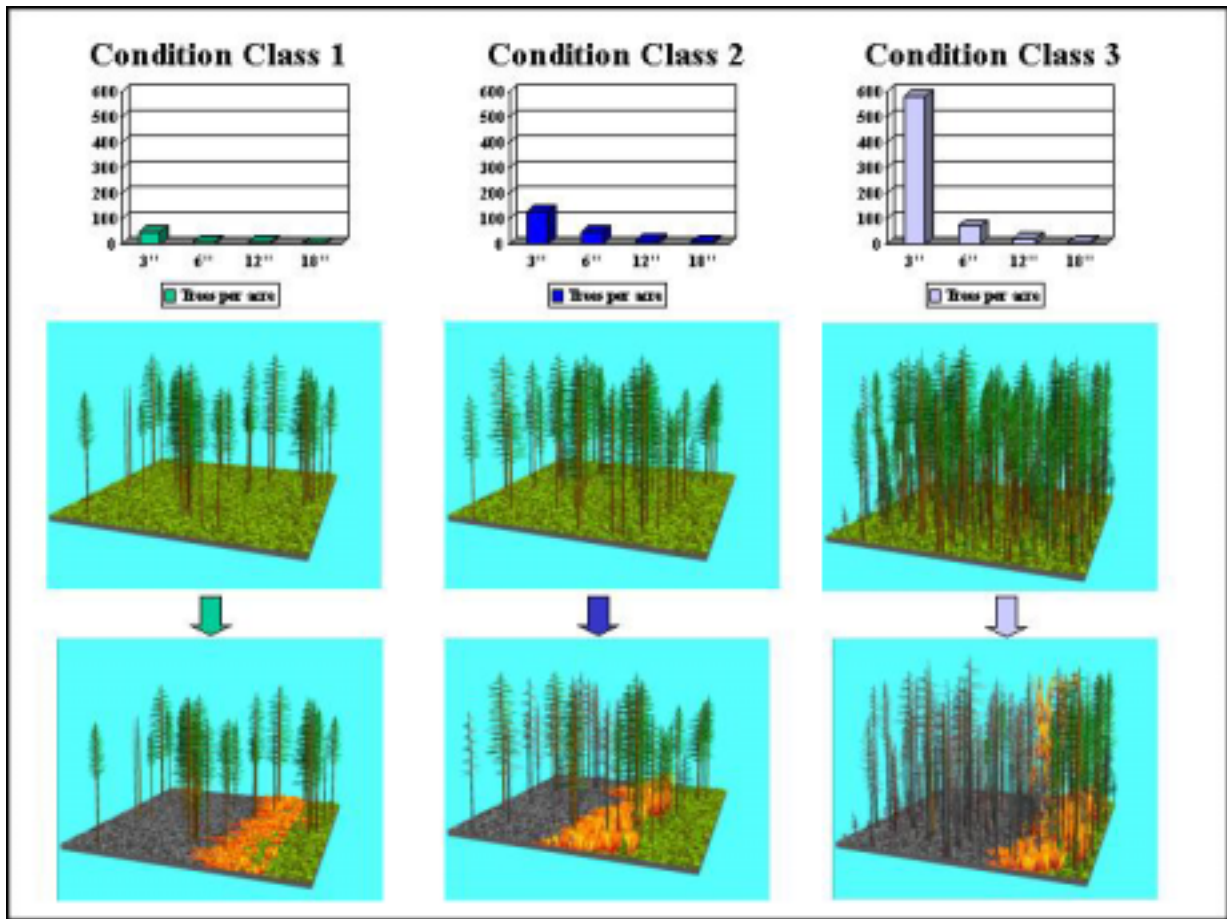 Condition Class 1
600
500
400
300
200
100
0
3" 6" 12" 18"
Trees per acre
Condition Class 2
600
500
400
300
200
100
0
3" 6" 12" 18"
Trees per acre
Condition Class 3
600
500
400
300
200
100
0
3" 6" 12" 18"
Trees per acre